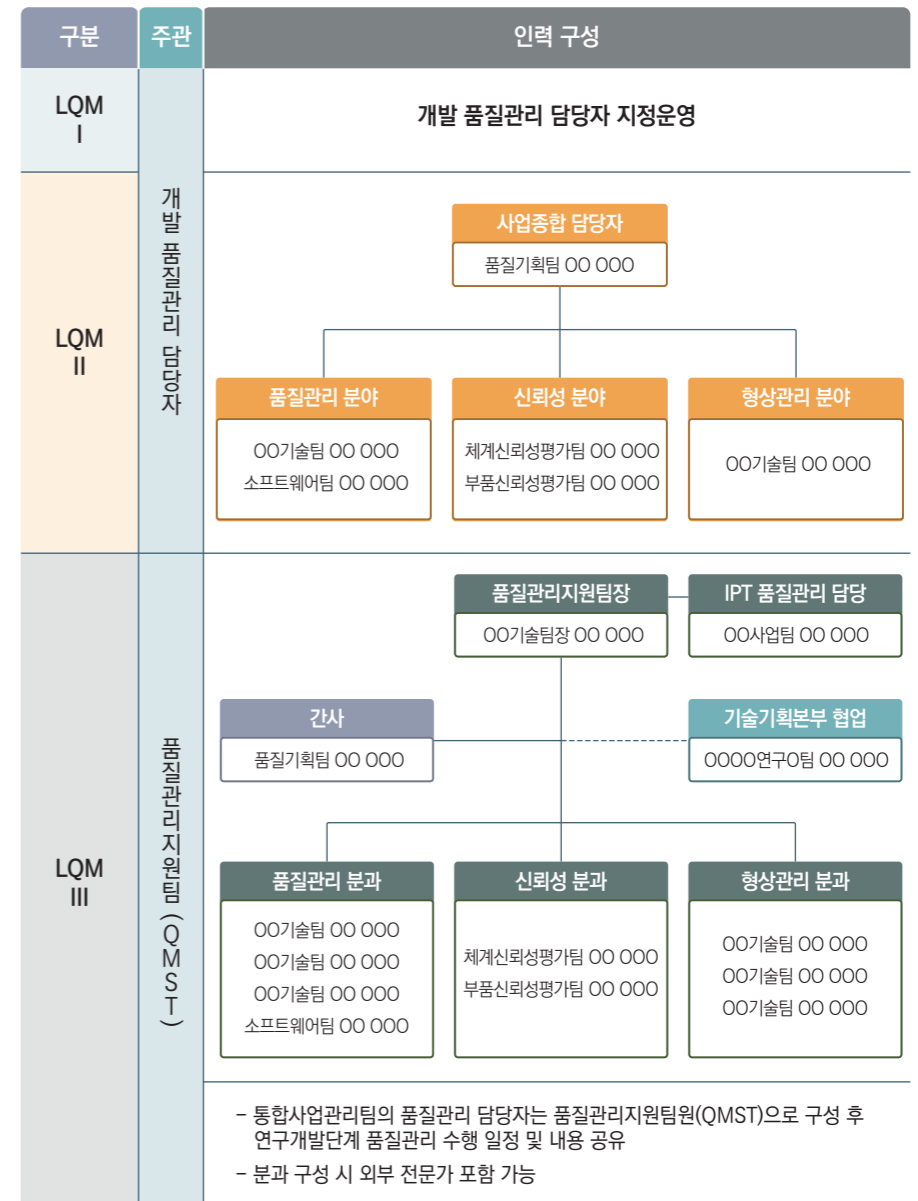 구분 주관 인력 구성
LQM
I
개발 품질관리 담당자 지정운영
개발 품질관리 담당자
LQM
II
사업종합 담당자
품질기획팀 OO OOO
품질관리 분야 신뢰성 분야 형상관리 분야
OO기술팀 OO OOO
소프트웨어팀 OO OOO
체계신뢰성평가팀 OO OOO
부품신뢰성평가팀 OO OOO
OO기술팀 OO OOO
LQM
III
품질관리지원팀(QMST)
품질관리지원팀장 IPT 품질관리 담당
OO기술팀장 OO OOO OO사업팀 OO OOO
간사 기술기획본부 협업
품질기획팀 OO OOO OOOO연구O팀 OO OOO
품질관리 분과 신뢰성 분과 형상관리 분과
OO기술팀 OO OOO
OO기술팀 OO OOO
OO기술팀 OO OOO
소프트웨어팀 OO OOO
체계신뢰성평가팀 OO OOO
부품신뢰성평가팀 OO OOO
OO기술팀 OO OOO
OO기술팀 OO OOO
OO기술팀 OO OOO
- 통합사업관리팀의 품질관리 담당자는 품질관리지원팀원(QMST)으로 구성 후
연구개발단계 품질관리 수행 일정 및 내용 공유
- 분과 구성 시 외부 전문가 포함 가능